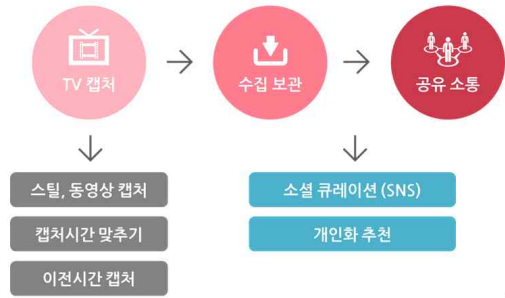 TV 캡처
수집 보관
공유 소통
스틸, 동영상 캡처
캡처시간 맞추기
이전시간 캡처
소셜 큐레이션 (SNS)
개인화 추천